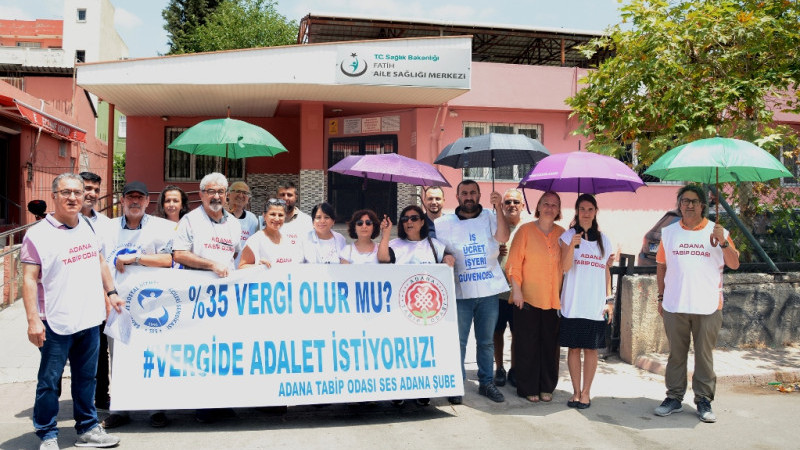 T.C. Sağlık Bakanlığı
FATİH
AİLE SAĞLIĞI MERKEZİ
ADANA
TABİP ODASI
TABİP ODASI
ADANA
İŞ
ÜCRET
İŞYERİ
GÜVENCESİ
ADANA
TABİP ODASI
ADANA
TABİP ODASI
%35 VERGİ OLUR MU?
ADANA
#VERGİDE ADALET İSTİYORUZ!
ADANA TABİP ODASI SES ADANA ŞUBE